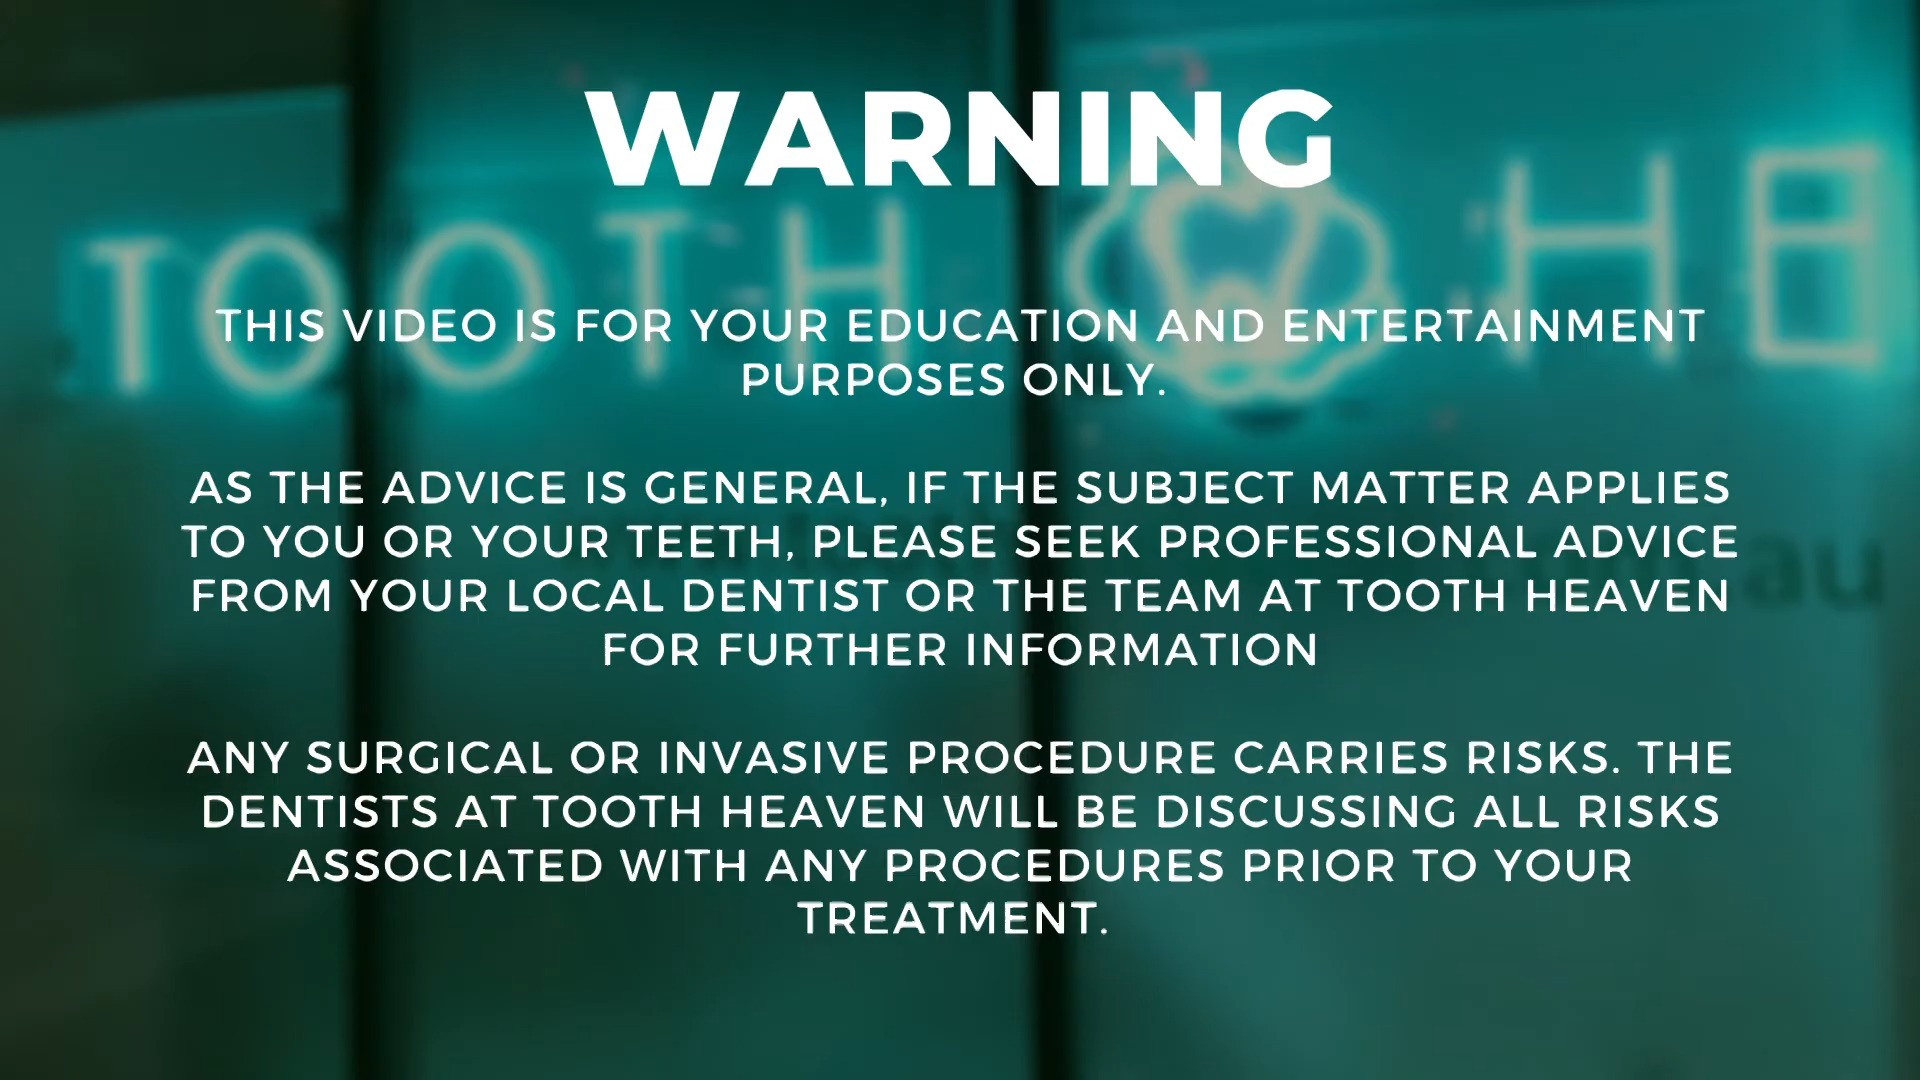 WARNING
TOOTH HE
THIS VIDEO IS FOR YOUR EDUCATION AND ENTERTAINMENT
PURPOSES ONLY.
AS THE ADVICE IS GENERAL, IF THE SUBJECT MATTER APPLIES
TO YOU OR YOUR TEETH, PLEASE SEEK PROFESSIONAL ADVICE
FROM YOUR LOCAL DENTIST OR THE TEAM AT TOOTH HEAVEN
FOR FURTHER INFORMATION
au
ANY SURGICAL OR INVASIVE PROCEDURE CARRIES RISKS. THE
DENTISTS AT TOOTH HEAVEN WILL BE DISCUSSING ALL RISKS
ASSOCIATED WITH ANY PROCEDURES PRIOR TO YOUR
TREATMENT.